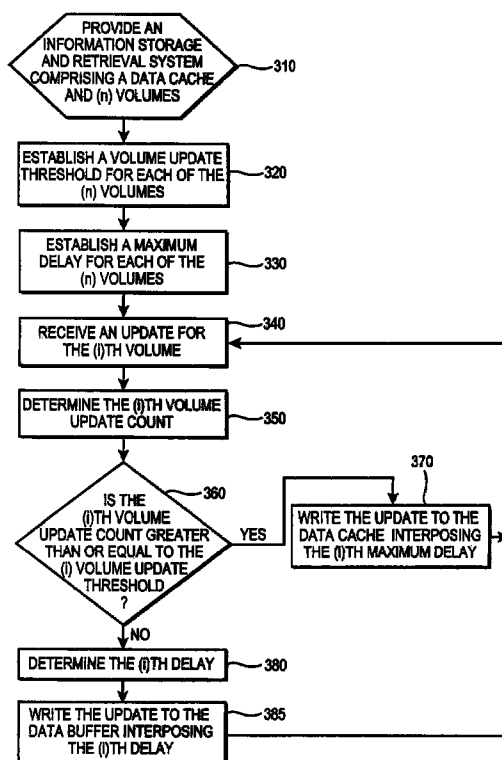 PROVIDE AN
INFORMATION STORAGE
AND RETRIEVAL SYSTEM
COMPRISING A DATA CACHE
AND (n) VOLUMES
310
ESTABLISH A VOLUME UPDATE
THRESHOLD FOR EACH OF THE
(n) VOLUMES
320
ESTABLISH A MAXIMUM
DELAY FOR EACH OF THE
(n) VOLUMES
330
RECEIVE AN UPDATE FOR
THE (i)TH VOLUME
340
DETERMINE THE (i)TH VOLUME
UPDATE COUNT
350
IS THE
(i)TH VOLUME
UPDATE COUNT GREATER
THAN OR EQUAL TO THE
(i) VOLUME UPDATE
THRESHOLD
?
360
YES
370
WRITE THE UPDATE TO THE
DATA CACHE INTERPOSING
THE (i)TH MAXIMUM DELAY
NO
DETERMINE THE (i)TH DELAY
380
WRITE THE UPDATE TO THE
DATA BUFFER INTERPOSING
THE (i)TH DELAY
385